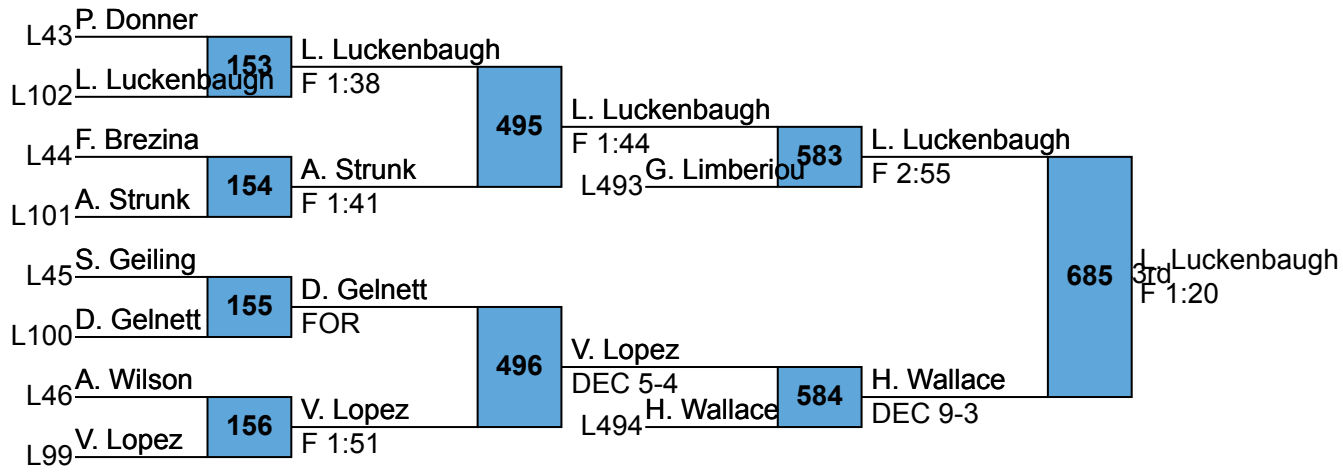 P. Donner
L43
153
L. Luckenbaugh
L102
L. Luckenbaugh
F 1:38
F. Brezina
L44
154
A. Strunk
L101
A. Strunk
F 1:41
495
L. Luckenbaugh
F 1:44
L493
G. Limberiou
583
L. Luckenbaugh
F 2:55
S. Geiling
L45
155
D. Gelnett
L100
D. Gelnett
FOR
A. Wilson
L46
156
V. Lopez
L99
V. Lopez
F 1:51
496
V. Lopez
DEC 5-4
L494
H. Wallace
584
H. Wallace
DEC 9-3
685
3rd
L. Luckenbaugh
F 1:20